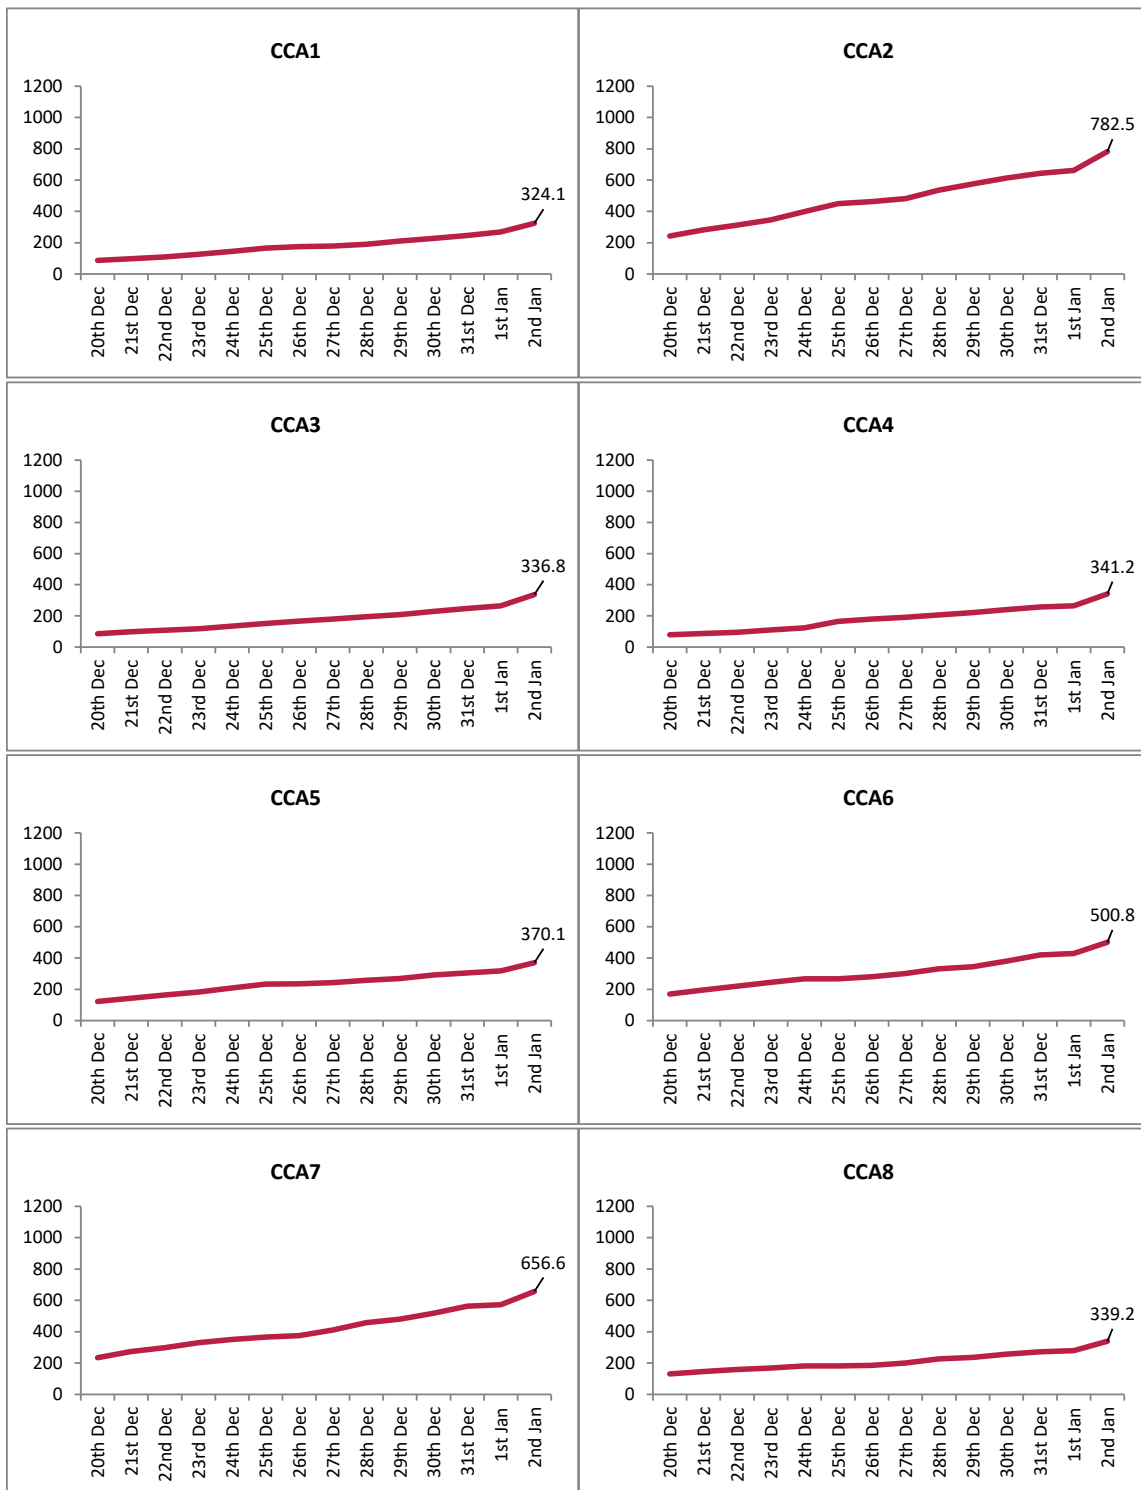 CCA1
1200
1000
800
600
400
200
0
324.1
20th Dec
21st Dec
22nd Dec
23rd Dec
24th Dec
25th Dec
26th Dec
27th Dec
28th Dec
29th Dec
30th Dec
31st Dec
1st Jan
2nd Jan
CCA2
1200
1000
800
600
400
200
0
782.5
20th Dec
21st Dec
22nd Dec
23rd Dec
24th Dec
25th Dec
26th Dec
27th Dec
28th Dec
29th Dec
30th Dec
31st Dec
1st Jan
2nd Jan
CCA3
1200
1000
800
600
400
200
0
336.8
20th Dec
21st Dec
22nd Dec
23rd Dec
24th Dec
25th Dec
26th Dec
27th Dec
28th Dec
29th Dec
30th Dec
31st Dec
1st Jan
2nd Jan
CCA4
1200
1000
800
600
400
200
0
341.2
20th Dec
21st Dec
22nd Dec
23rd Dec
24th Dec
25th Dec
26th Dec
27th Dec
28th Dec
29th Dec
30th Dec
31st Dec
1st Jan
2nd Jan
CCA5
1200
1000
800
600
400
200
0
370.1
20th Dec
21st Dec
22nd Dec
23rd Dec
24th Dec
25th Dec
26th Dec
27th Dec
28th Dec
29th Dec
30th Dec
31st Dec
1st Jan
2nd Jan
CCA6
1200
1000
800
600
400
200
0
500.8
20th Dec
21st Dec
22nd Dec
23rd Dec
24th Dec
25th Dec
26th Dec
27th Dec
28th Dec
29th Dec
30th Dec
31st Dec
1st Jan
2nd Jan
CCA7
1200
1000
800
600
400
200
0
656.6
20th Dec
21st Dec
22nd Dec
23rd Dec
24th Dec
25th Dec
26th Dec
27th Dec
28th Dec
29th Dec
30th Dec
31st Dec
1st Jan
2nd Jan
CCA8
1200
1000
800
600
400
200
0
339.2
20th Dec
21st Dec
22nd Dec
23rd Dec
24th Dec
25th Dec
26th Dec
27th Dec
28th Dec
29th Dec
30th Dec
31st Dec
1st Jan
2nd Jan